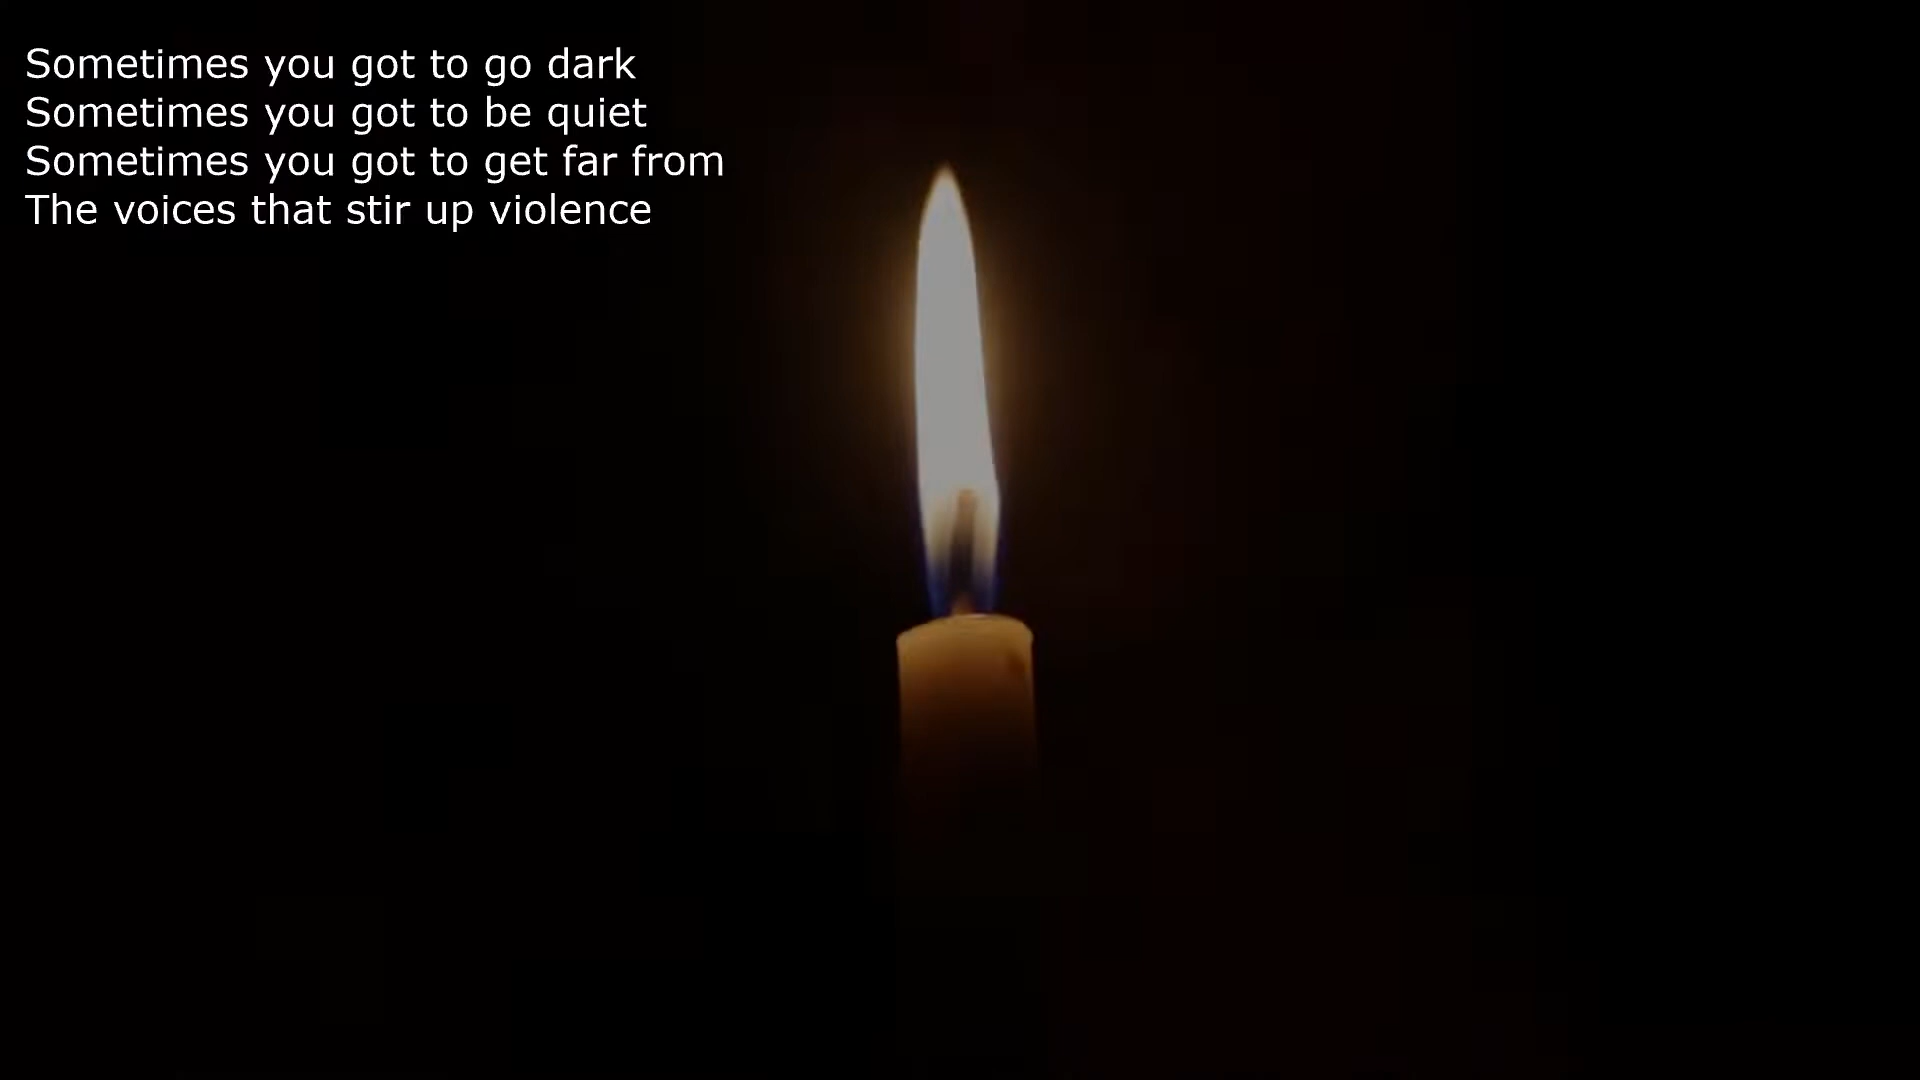 Sometimes you got to go dark
Sometimes you got to be quiet
Sometimes you got to get far from
The voices that stir up violence